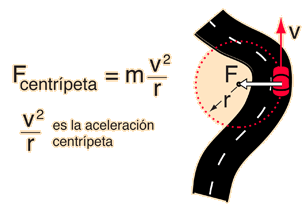 F centrípeta = m v²/r
v²/r es la aceleración
centrípeta
F
r
v